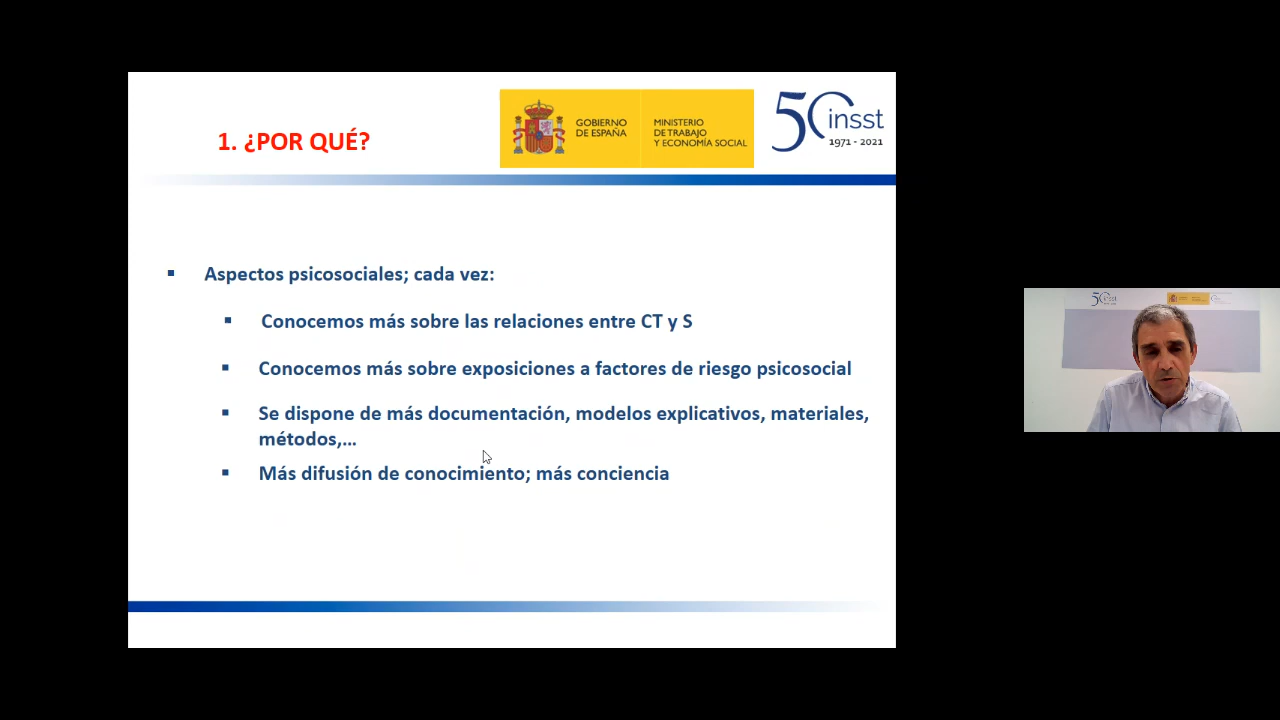 1. ¿POR QUÉ?
GOBIERNO
DE ESPAÑA
MINISTERIO
DE TRABAJO
Y ECONOMÍA SOCIAL
50 insst
1971 - 2021
Aspectos psicosociales; cada vez:
Conocemos más sobre las relaciones entre CT y S
Conocemos más sobre exposiciones a factores de riesgo psicosocial
Se dispone de más documentación, modelos explicativos, materiales,
métodos,...
Más difusión de conocimiento; más conciencia
insst